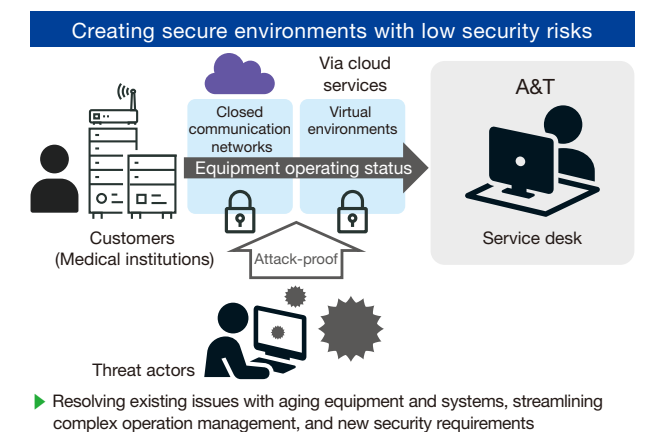 Creating secure environments with low security risks
Via cloud
services
A&T
Closed
communication
networks
Virtual
environments
Equipment operating status
Customers
(Medical institutions)
Service desk
Attack-proof
Threat actors
Resolving existing issues with aging equipment and systems, streamlining
complex operation management, and new security requirements